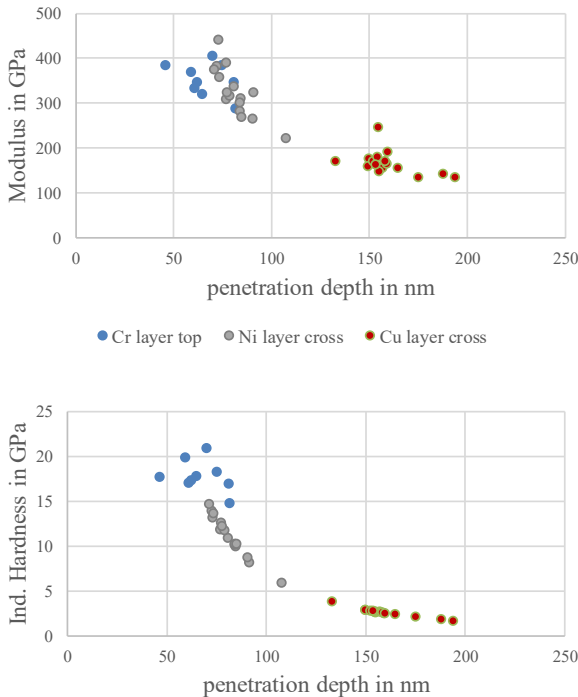 500
400
300
200
100
0
Modulus in GPa
0 50 100 150 200 250
penetration depth in nm
Cr layer top Ni layer cross Cu layer cross
25
20
15
10
5
0
Ind. Hardness in GPa
0 50 100 150 200 250
penetration depth in nm